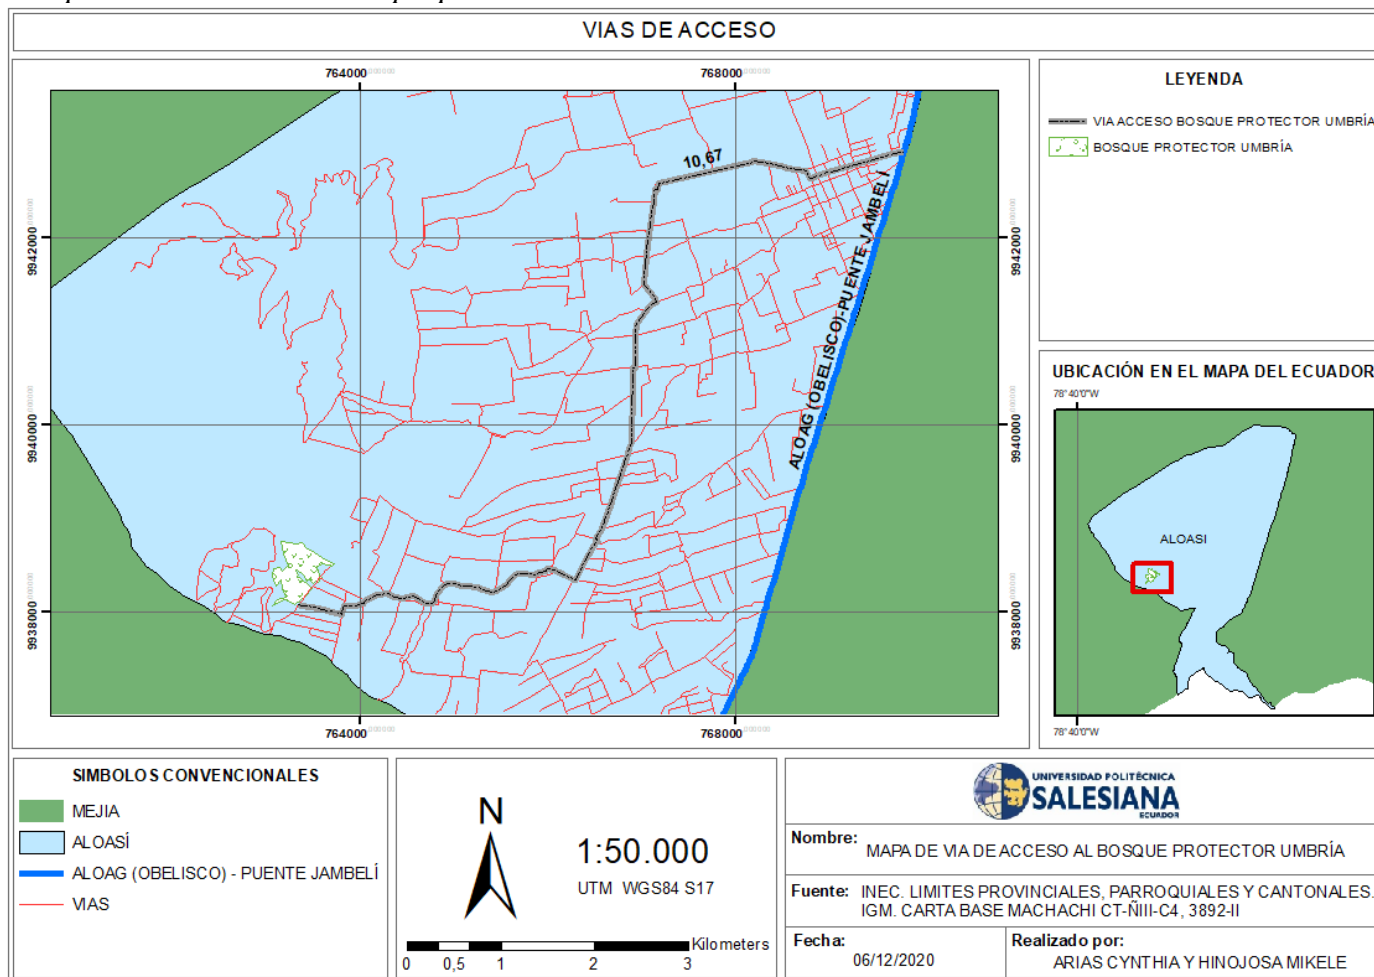 VIAS DE ACCESO
764000
768000
9942000
9942000
9940000
9940000
9938000
9938000
764000
768000
10,67
ALOAG (OBELISCO)-PUENTE JAMBELÍ
LEYENDA
VIA ACCESO BOSQUE PROTECTOR UMBRÍA
BOSQUE PROTECTOR UMBRÍA
UBICACIÓN EN EL MAPA DEL ECUADOR
78°40'0"W
ALOASI
78°40'0"W
SIMBOLOS CONVENCIONALES
MEJIA
ALOASÍ
ALOAG (OBELISCO) - PUENTE JAMBELÍ
VIAS
N
1:50.000
UTM WGS84 S17
Kilometers
0 0,5 1 2 3
UNIVERSIDAD POLITÉCNICA
SALESIANA
ECUADOR
Nombre: MAPA DE VIA DE ACCESO AL BOSQUE PROTECTOR UMBRÍA
Fuente: INEC. LIMITES PROVINCIALES, PARROQUIALES Y CANTONALES.
IGM. CARTA BASE MACHACHI CT-ÑIII-C4, 3892-II
Fecha:
06/12/2020
Realizado por:
ARIAS CYNTHIA Y HINOJOSA MIKELE